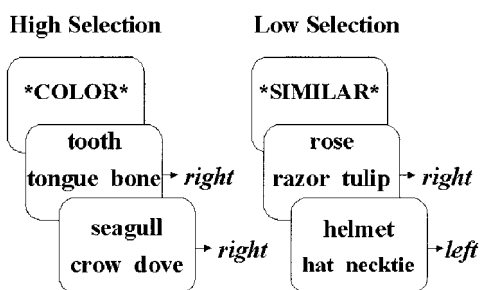 High Selection
*COLOR*
tooth
tongue bone
right
seagull
crow dove
right
Low Selection
*SIMILAR*
rose
razor tulip
right
helmet
hat necktie
left